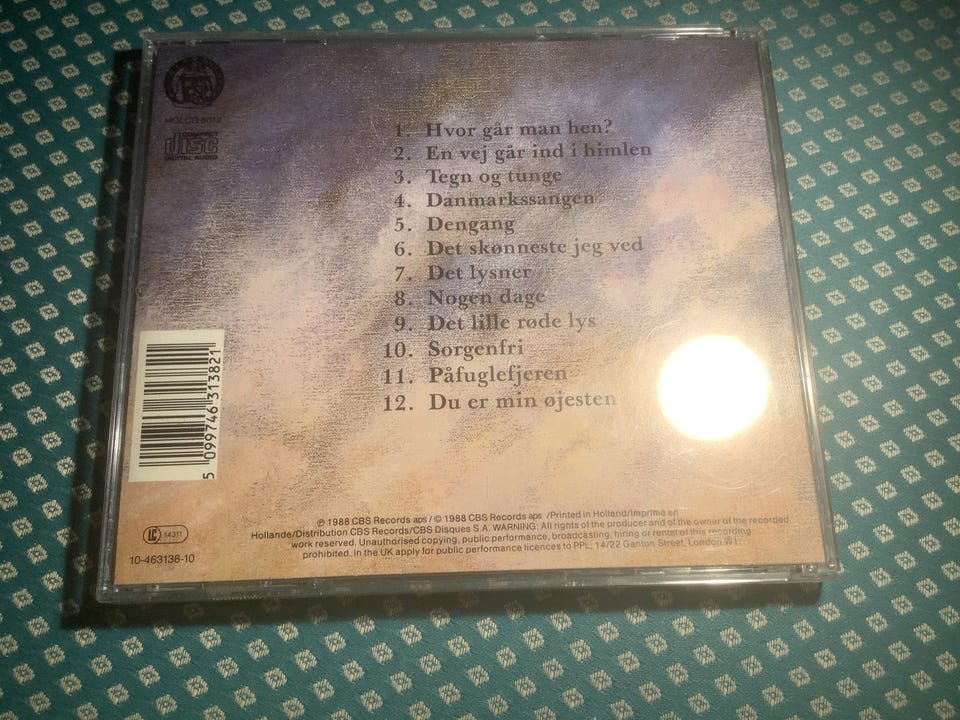 COMPACT
disc
DIGITAL AUDIO
1. Hvor går man hen?
2. En vej går ind i himlen
3. Tegn og tunge
4. Danmarkssangen
5. Dengang
6. Det skønneste jeg ved
7. Det lysner
8. Nogen dage
9. Det lille røde lys
10. Sorgenfri
11. Påfuglefjeren
12. Du er min øjesten
5 099746 313821
LC 14311
10-463138-10
℗ 1988 CBS Records aps / © 1988 CBS Records aps /Printed in Holland/Imprimé en
Hollande/Distribution CBS Records/CBS Disques S.A. WARNING: All rights of the producer and of the owner of the recorded
work reserved. Unauthorised copying, public performance, broadcasting, hiring or rental of this recording
prohibited. In the UK apply for public performance licences to PPL, 14/22 Ganton Street, London W1.